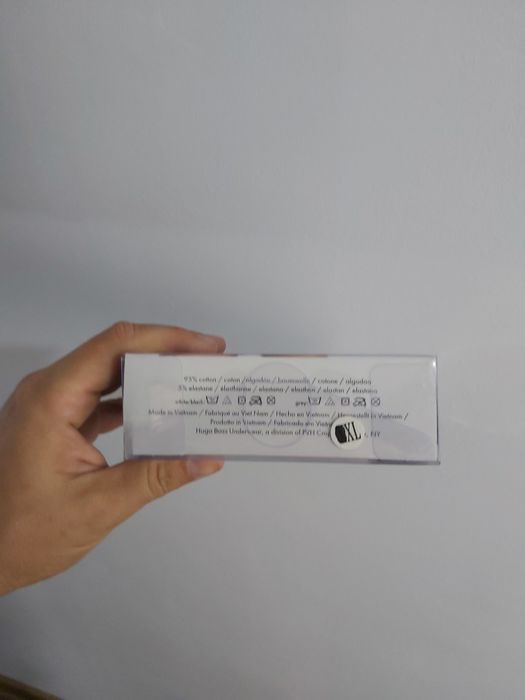 95% cotton / coton / algodón / baumwolle / cotone / algodao
5% elastane / élasthanne / elastano / elasthan / elastan / elastano
white/black: grey:
Made in Vietnam / Fabriqué au Viet Nam / Hecho en Vietnam / Hergestellt in Vietnam /
Prodotto in Vietnam / Fabricado em
Hugo Boss Underwear, a division of PVH NY
XL